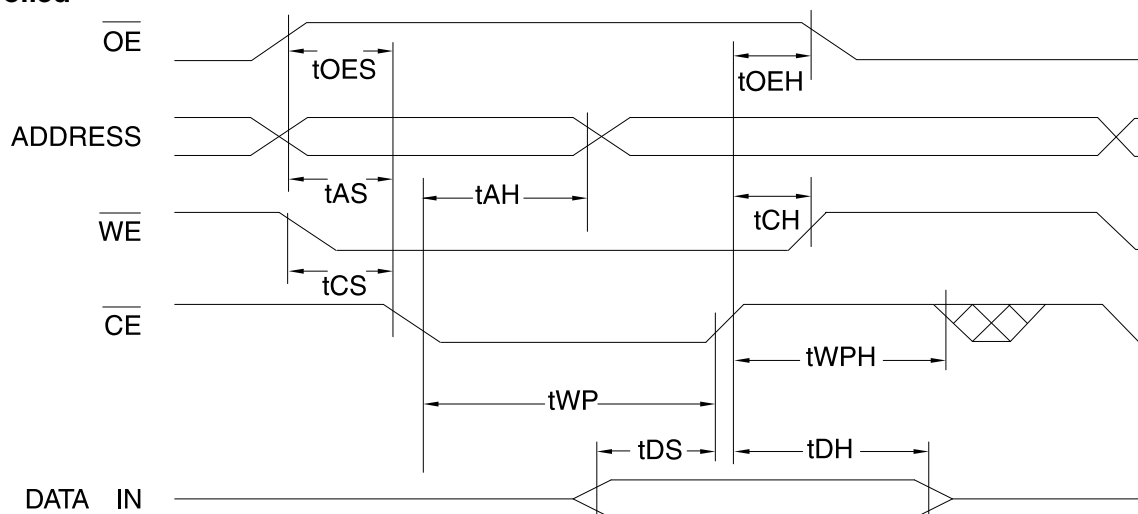 OE
tOES
tOEH
ADDRESS
tAS
tAH
tCH
WE
tCS
CE
tWPH
tWP
tDS
tDH
DATA IN